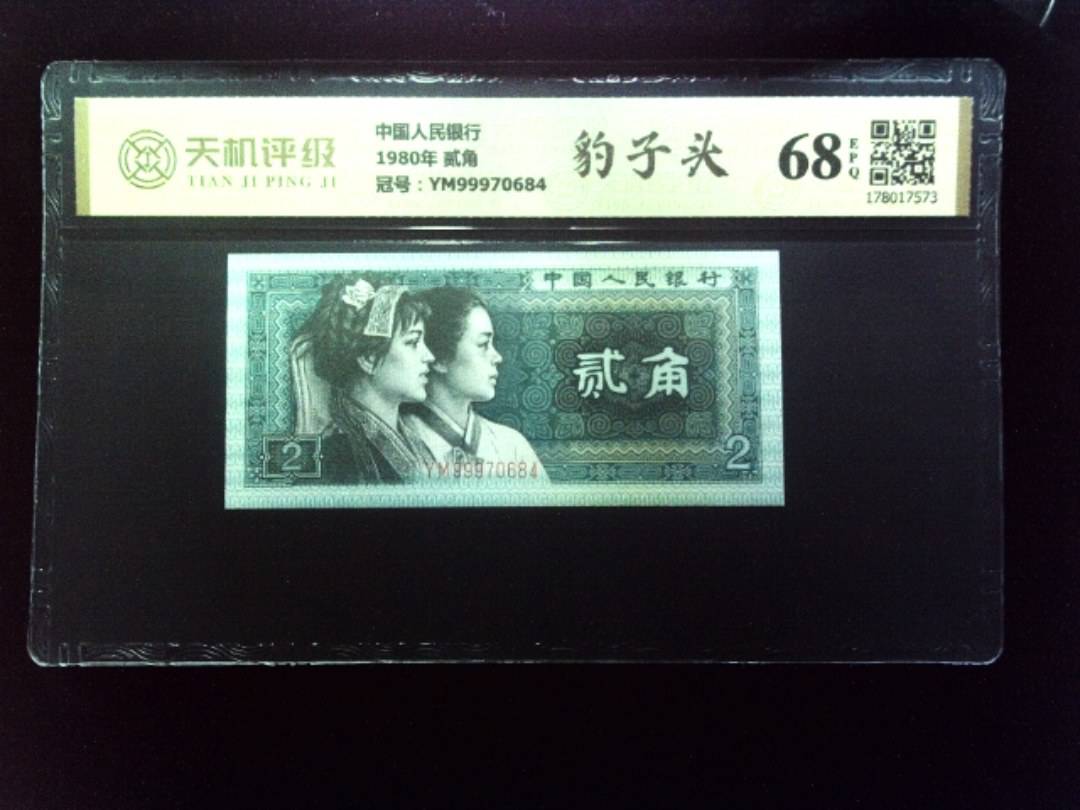 天机评级
TIAN JI PING JI
中国人民银行
1980年 贰角
冠号：YM99970684
豹子头
68
EPQ
178017573
中国人民银行
贰角
2
2
YM99970684